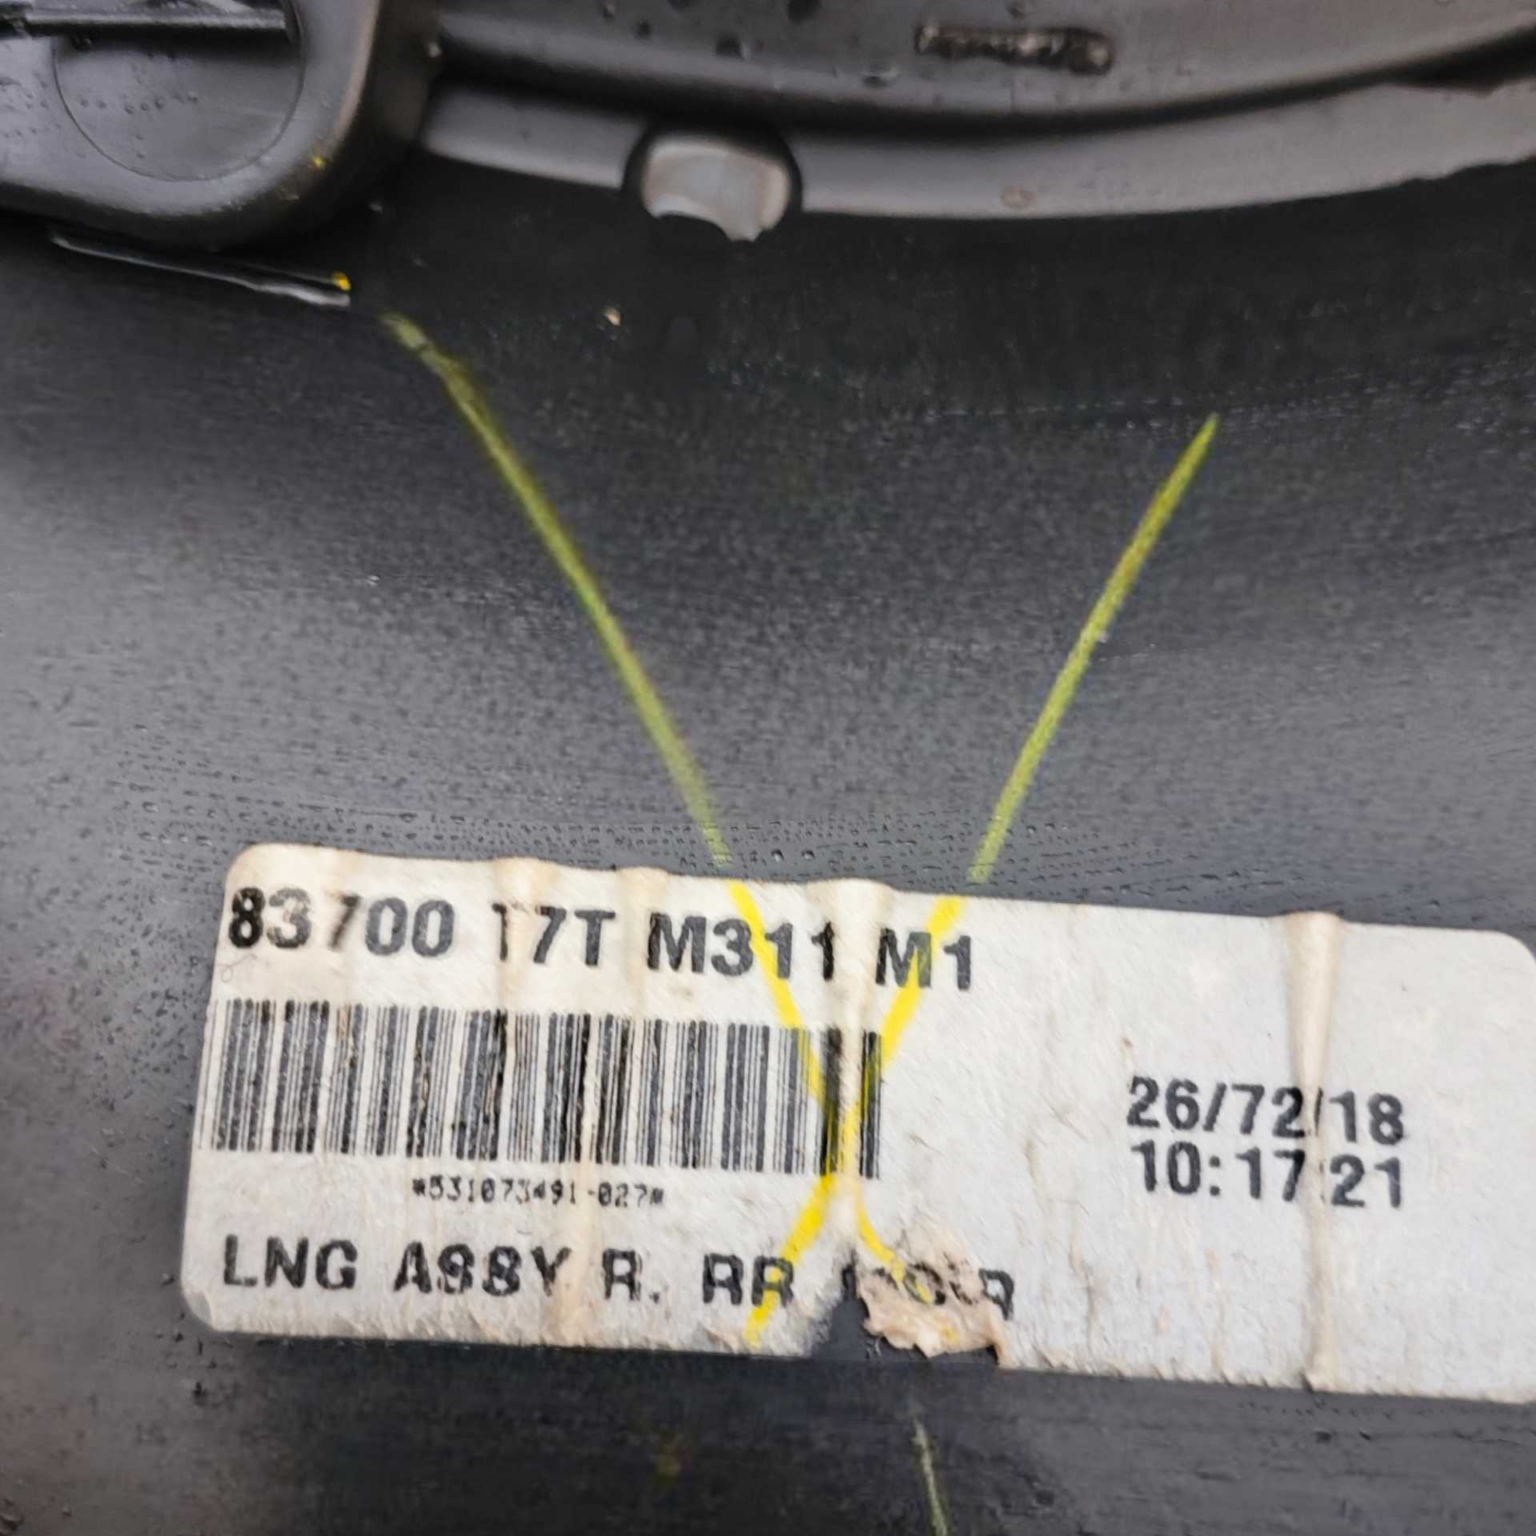 83700 T7T M311 M1
26/72/18
10:17:21
*531073491-027*
LNG ASSY R. RR